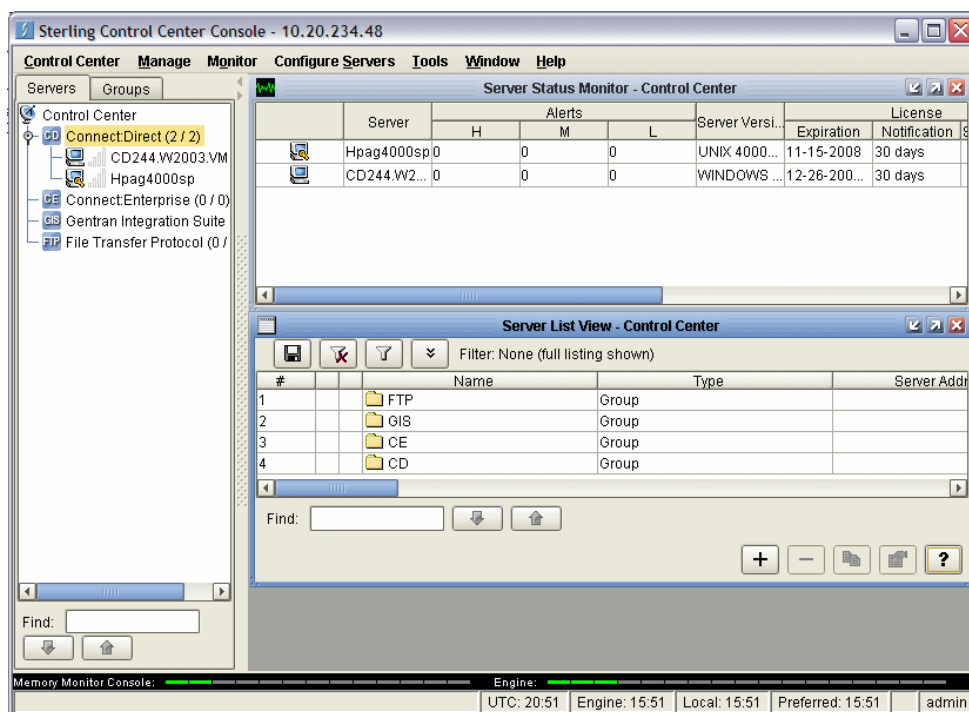 Sterling Control Center Console - 10.20.234.48
Control Center Manage Monitor Configure Servers Tools Window Help
Servers Groups
Control Center
CD Connect:Direct (2 / 2)
CD244.W2003.VM
Hpag4000sp
CE Connect:Enterprise (0 / 0)
GIS Gentran Integration Suite
FTP File Transfer Protocol (0 /
Find:
Server Status Monitor - Control Center
Server Alerts Server Versi... License
H M L Expiration Notification S
Hpag4000sp 0 0 0 UNIX 4000... 11-15-2008 30 days
CD244.W2... 0 0 0 WINDOWS ... 12-26-200... 30 days
Server List View - Control Center
Filter: None (full listing shown)
# Name Type Server Addr
1 FTP Group
2 GIS Group
3 CE Group
4 CD Group
Find:
+ − ?
Memory Monitor Console: Engine:
UTC: 20:51 Engine: 15:51 Local: 15:51 Preferred: 15:51 admin